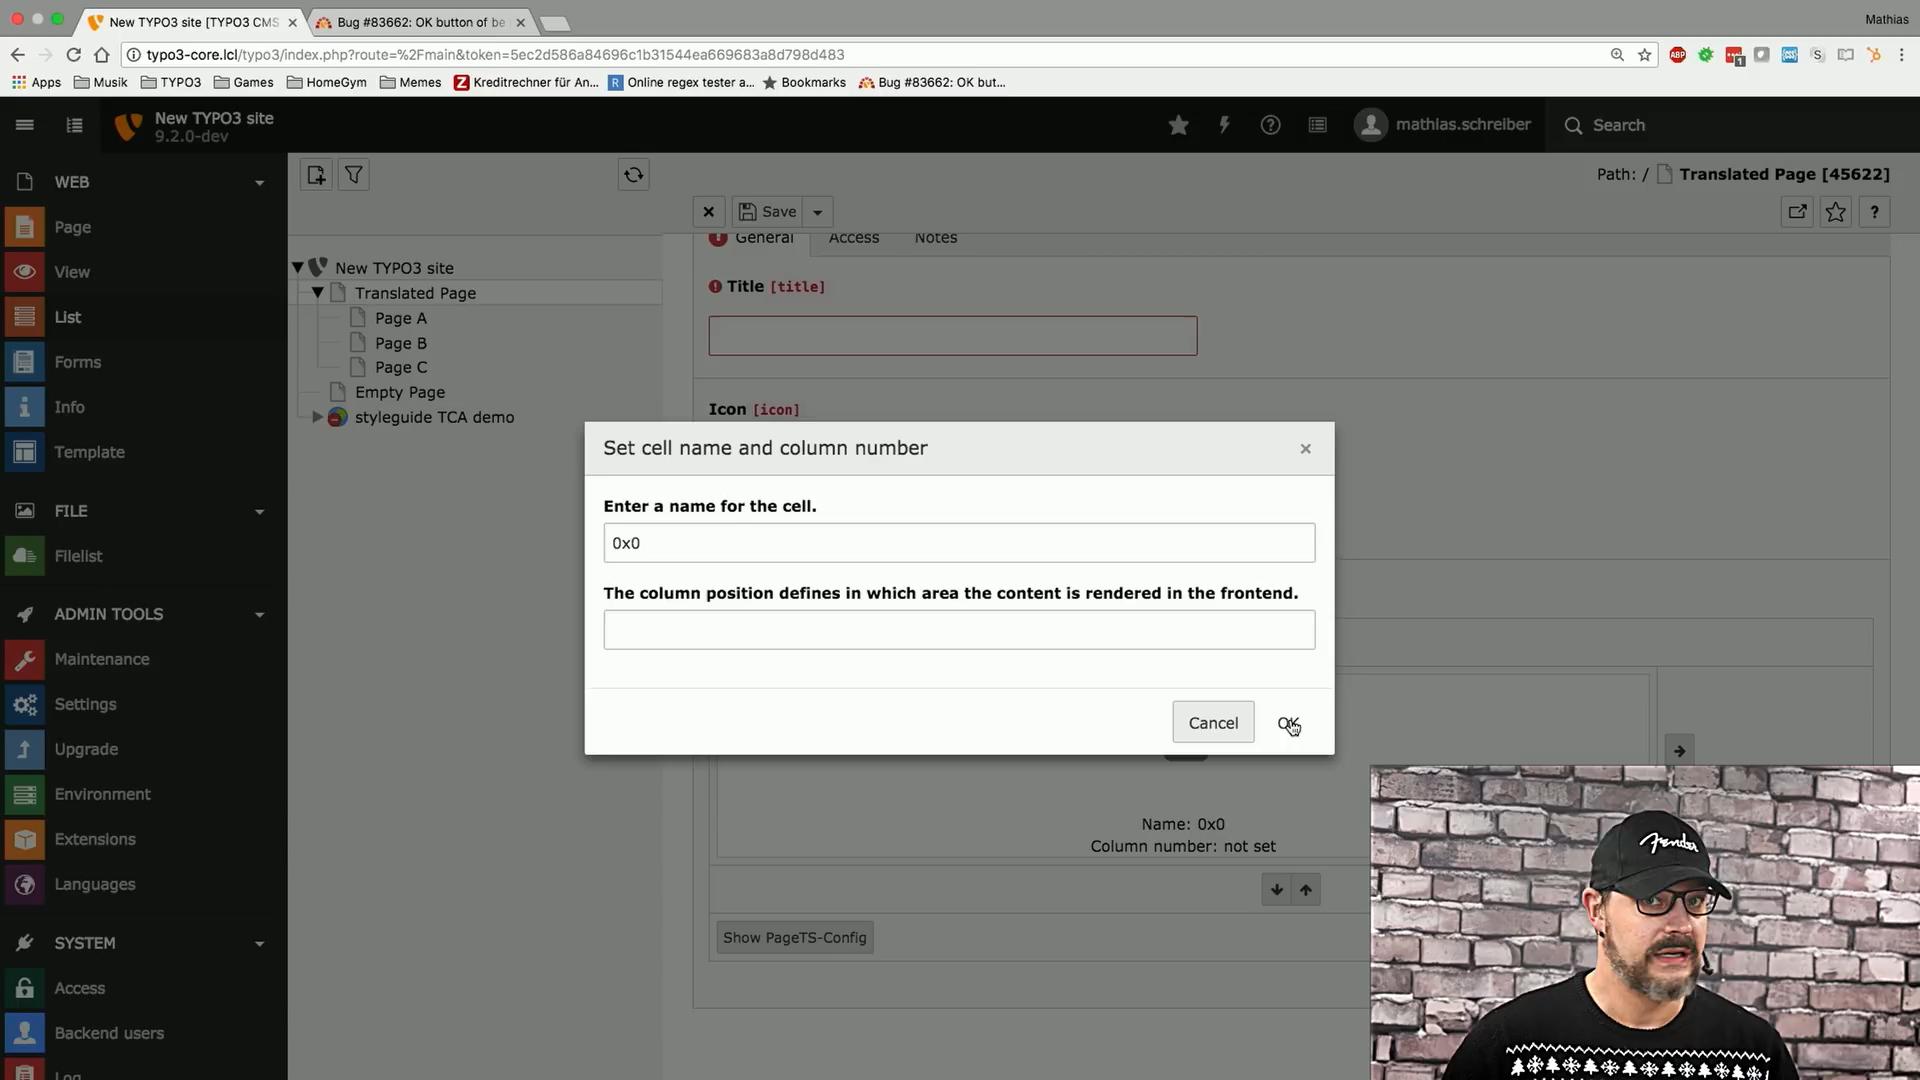 New TYPO3 site [TYPO3 CMS
Bug #83662: OK button of be
Mathias
typo3-core.lcl/typo3/index.php?route=%2Fmain&token=5ec2d586a84696c1b31544ea669683a8d798d483
Apps
Musik
TYPO3
Games
HomeGym
Memes
Kreditrechner für An...
Online regex tester a...
Bookmarks
Bug #83662: OK but...
New TYPO3 site
9.2.0-dev
mathias.schreiber
Search
WEB
Page
View
List
Forms
Info
Template
FILE
Filelist
ADMIN TOOLS
Maintenance
Settings
Upgrade
Environment
Extensions
Languages
SYSTEM
Access
Backend users
Log
New TYPO3 site
Translated Page
Page A
Page B
Page C
Empty Page
styleguide TCA demo
Path: / Translated Page [45622]
Save
General
Access
Notes
Title [title]
Icon [icon]
Set cell name and column number
Enter a name for the cell.
0x0
The column position defines in which area the content is rendered in the frontend.
Cancel
OK
Name: 0x0
Column number: not set
Show PageTS-Config
Fender